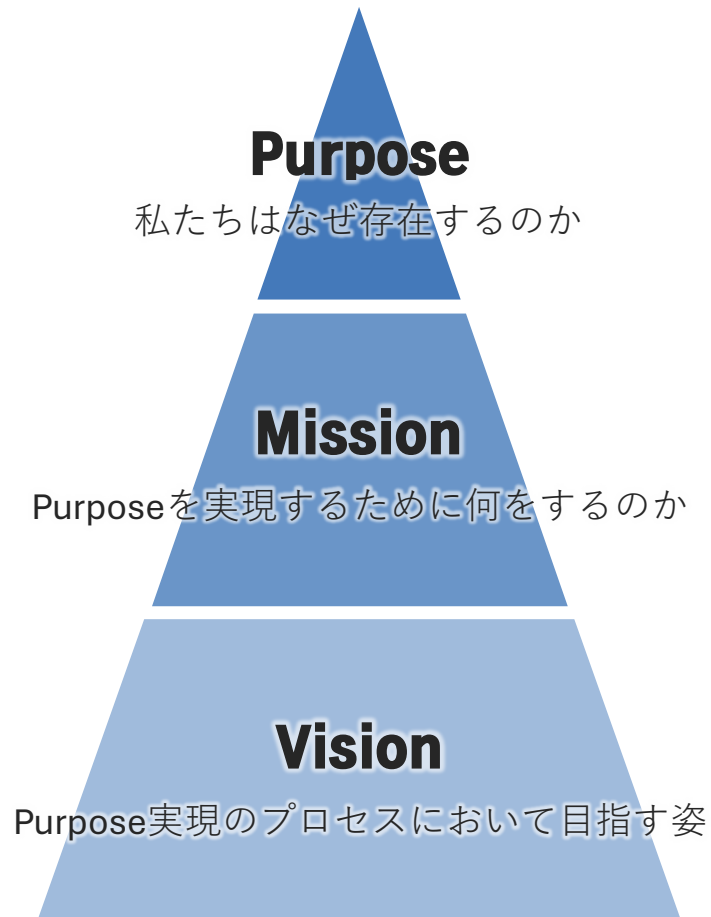 Purpose
私たちはなぜ存在するのか
Mission
Purposeを実現するために何をするのか
Vision
Purpose実現のプロセスにおいて目指す姿